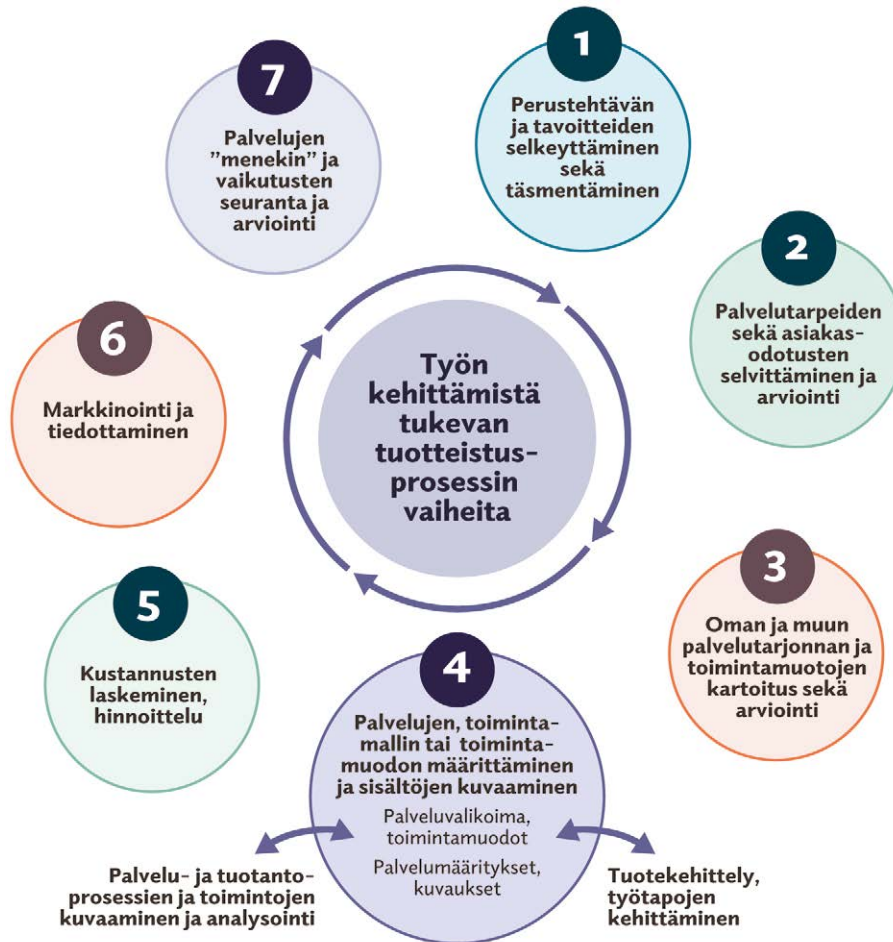 Työn
kehittämistä
tukevan
tuotteistus-
prosessin
vaiheita
1
Perustehtävän
ja tavoitteiden
selkeyttäminen
sekä
täsmentäminen
2
Palvelutarpeiden
sekä asiakas-
odotusten
selvittäminen ja
arviointi
3
Oman ja muun
palvelutarjonnan ja
toimintamuotojen
kartoitus sekä
arviointi
4
Palvelujen, toiminta-
mallin tai toiminta-
muodon määrittäminen
ja sisältöjen kuvaaminen
Palveluvalikoima,
toimintamuodot
Palvelumääritykset,
kuvaukset
Palvelu- ja tuotanto-
prosessien ja toimintojen
kuvaaminen ja analysointi
Tuotekehittely,
työtapojen
kehittäminen
5
Kustannusten
laskeminen,
hinnoittelu
6
Markkinointi ja
tiedottaminen
7
Palvelujen
”menekin” ja
vaikutusten
seuranta ja
arviointi